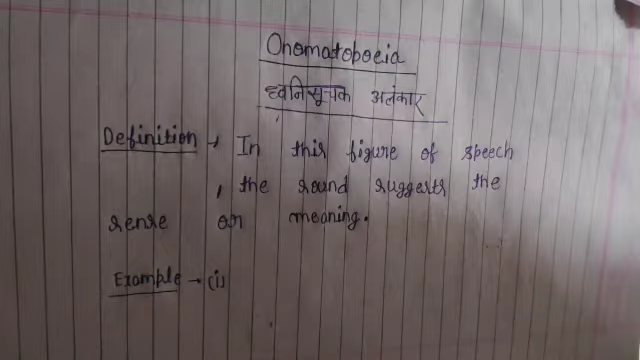 Onomatopoeia
ध्वनिसूचक अलंकार
Definition → In this figure of speech
, the sound suggests the
sense or meaning.
Example → (i)